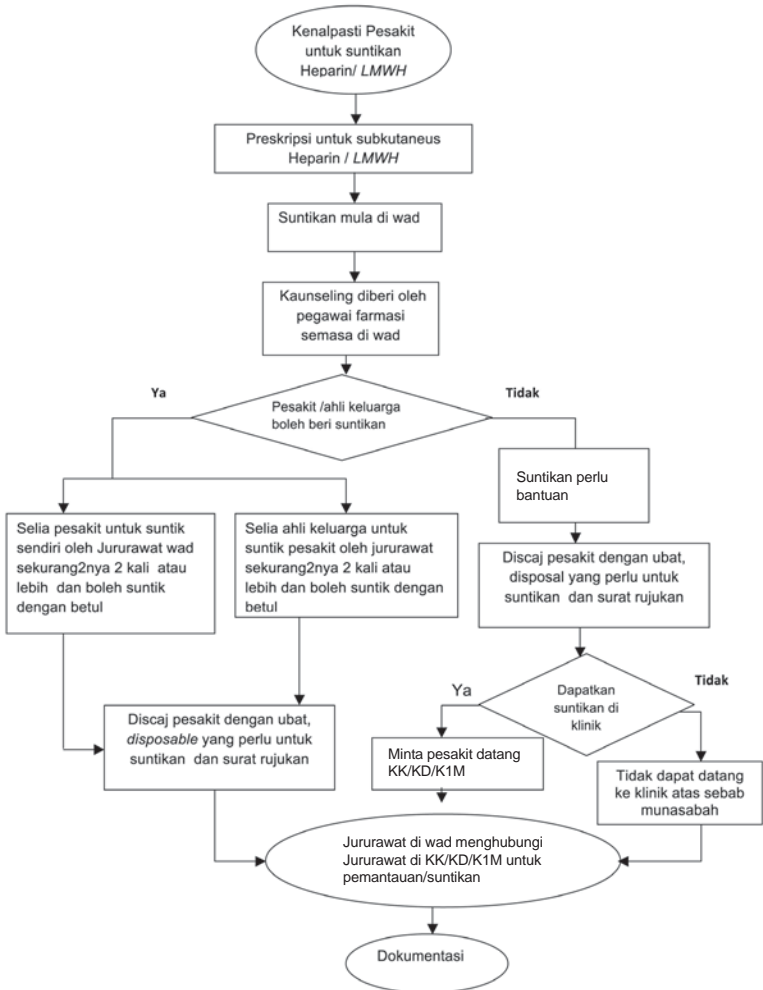 Kenalpasti Pesakit
untuk suntikan
Heparin/ LMWH
Preskripsi untuk subkutaneus
Heparin / LMWH
Suntikan mula di wad
Kaunseling diberi oleh
pegawai farmasi
semasa di wad
Ya
Tidak
Pesakit /ahli keluarga
boleh beri suntikan
Selia pesakit untuk suntik
sendiri oleh Jururawat wad
sekurang2nya 2 kali atau
lebih dan boleh suntik
dengan betul
Selia ahli keluarga untuk
suntik pesakit oleh jururawat
sekurang2nya 2 kali atau
lebih dan boleh suntik dengan
betul
Suntikan perlu
bantuan
Discaj pesakit dengan ubat,
disposal yang perlu untuk
suntikan dan surat rujukan
Discaj pesakit dengan ubat,
disposable yang perlu untuk
suntikan dan surat rujukan
Ya
Tidak
Dapatkan
suntikan di
klinik
Minta pesakit datang
KK/KD/K1M
Tidak dapat datang
ke klinik atas sebab
munasabah
Jururawat di wad menghubungi
Jururawat di KK/KD/K1M untuk
pemantauan/suntikan
Dokumentasi